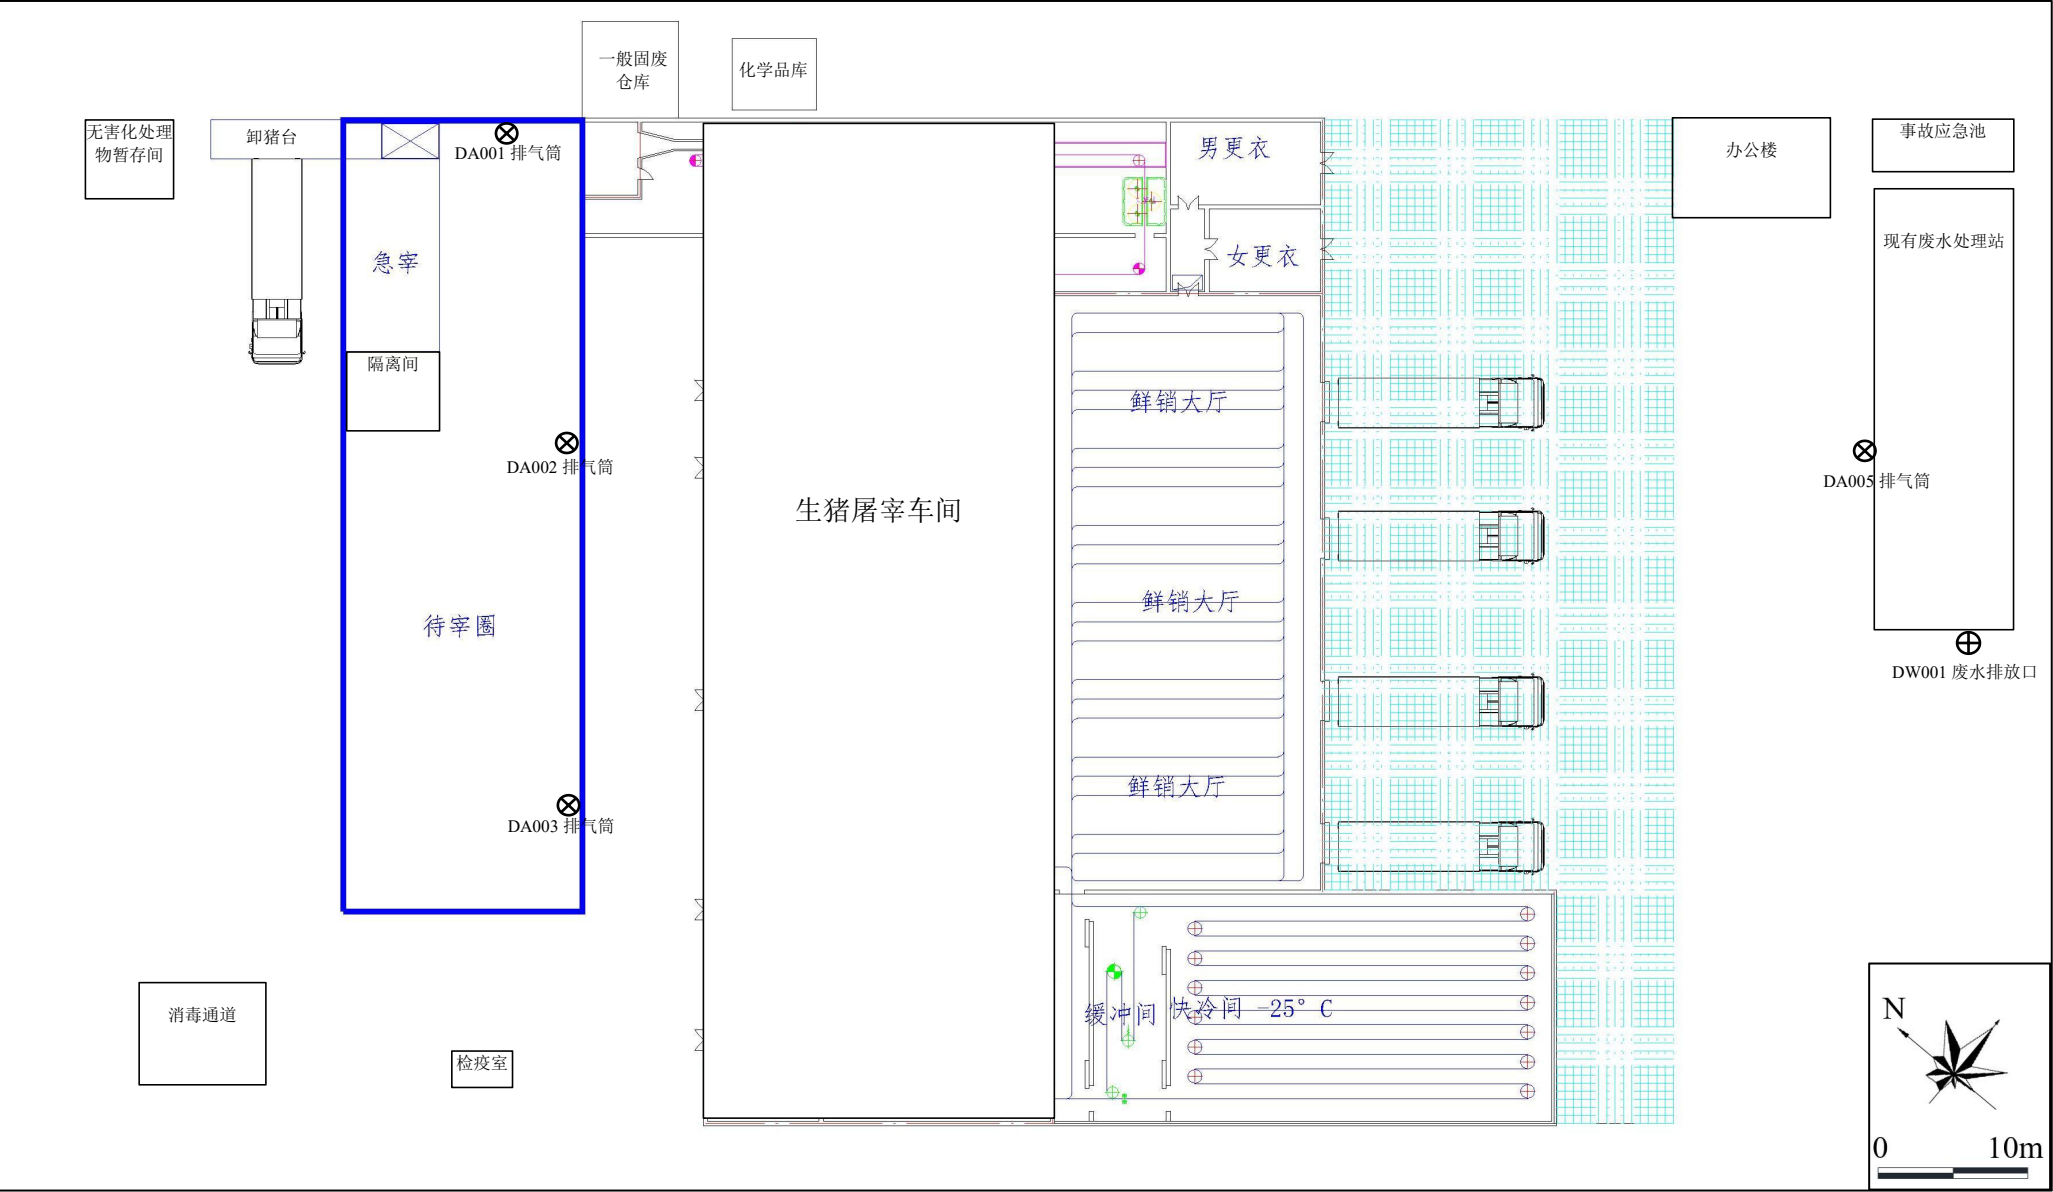 一般固废
仓库
化学品库
无害化处理
物暂存间
卸猪台
DA001 排气筒
男更衣
办公楼
事故应急池
急宰
女更衣
现有废水处理站
隔离间
鲜销大厅
DA002 排气筒
DA005 排气筒
生猪屠宰车间
待宰圈
鲜销大厅
DW001 废水排放口
鲜销大厅
DA003 排气筒
消毒通道
缓冲间
快冷间 -25° C
检疫室
N
0 10m